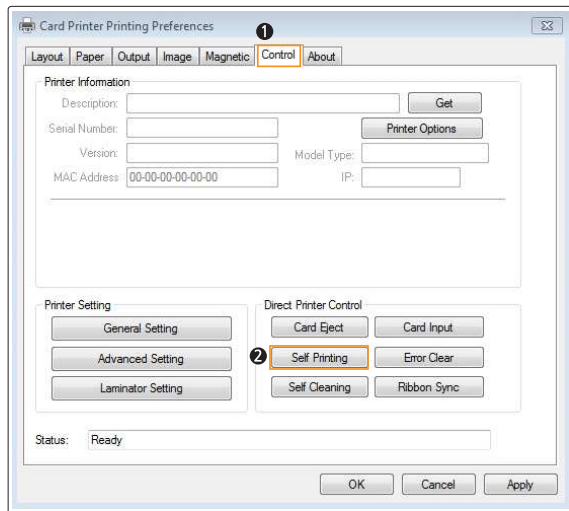 Card Printer Printing Preferences
❶
Layout Paper Output Image Magnetic Control About
Printer Information
Description: Get
Serial Number: Printer Options
Version: Model Type:
MAC Address 00-00-00-00-00-00 IP:
Printer Setting Direct Printer Control
General Setting Card Eject Card Input
Advanced Setting ❷ Self Printing Error Clear
Laminator Setting Self Cleaning Ribbon Sync
Status: Ready
OK Cancel Apply